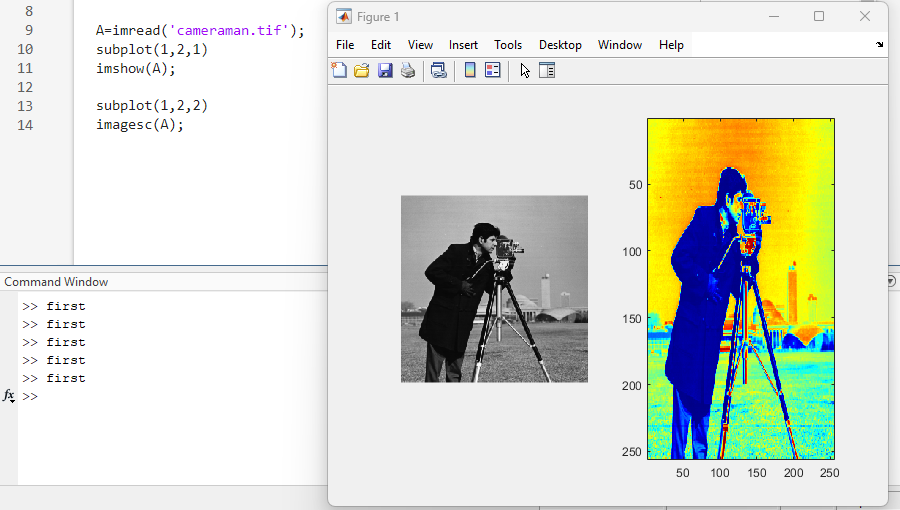 8
9 A=imread('cameraman.tif');
10 subplot(1,2,1)
11 imshow(A);
12
13 subplot(1,2,2)
14 imagesc(A);
Command Window
>> first
>> first
>> first
>> first
>> first
fx >>
Figure 1
File Edit View Insert Tools Desktop Window Help
50
100
150
200
250
50 100 150 200 250